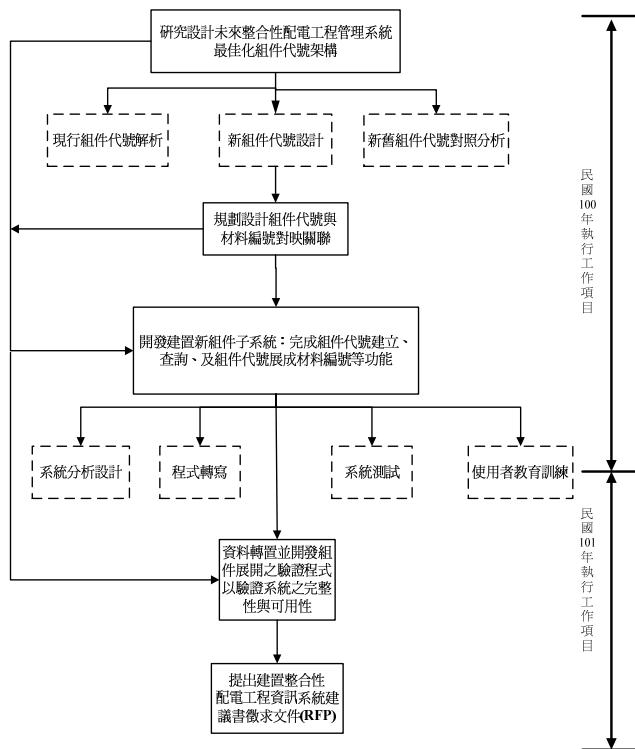 研究設計未來整合性配電工程管理系統
最佳化組件代號架構
現行組件代號解析
新組件代號設計
新舊組件代號對照分析
規劃設計組件代號與
材料編號對映關聯
開發建置新組件子系統：完成組件代號建立、
查詢、及組件代號展成材料編號等功能
系統分析設計
程式轉寫
系統測試
使用者教育訓練
資料轉置並開發組
件展開之驗證程式
以驗證系統之完整
性與可用性
提出建置整合性
配電工程資訊系統建
議書徵求文件(RFP)
民國100年執行工作項目
民國101年執行工作項目